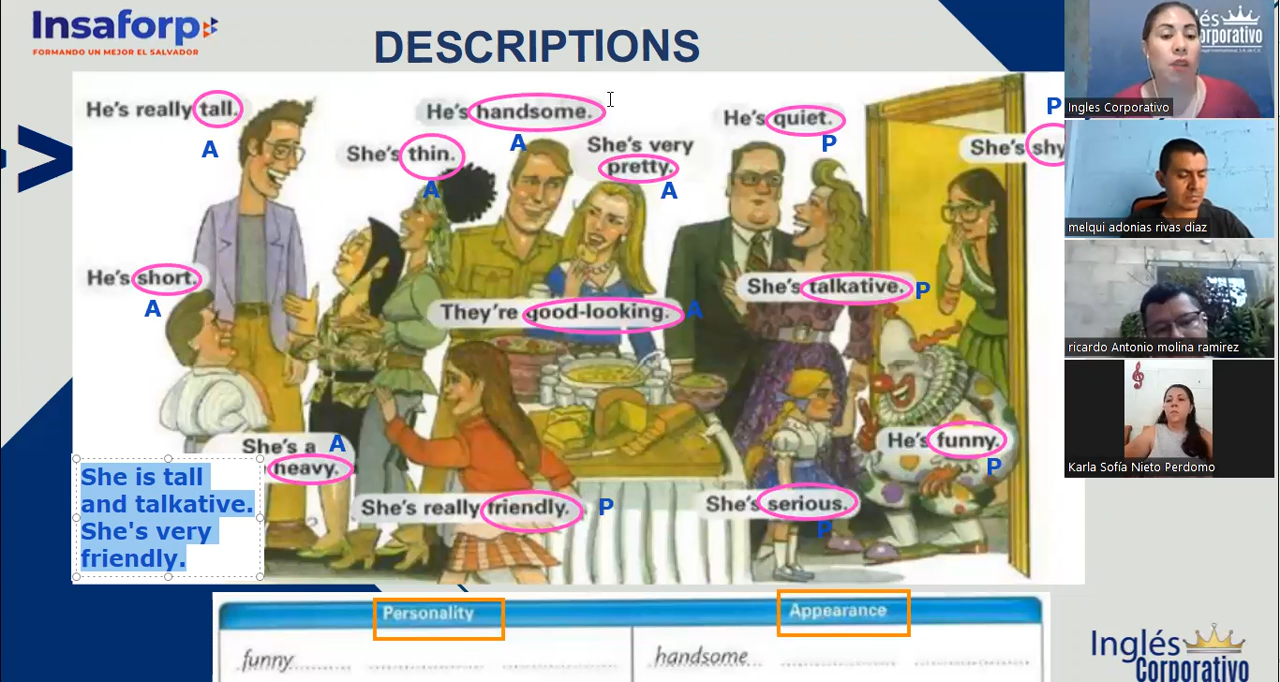 Insaforp
FORMANDO UN MEJOR EL SALVADOR
DESCRIPTIONS
He's really tall.
A
He's handsome.
A
She's thin.
A
She's very
pretty.
A
He's quiet.
P
P
She's shy
He's short.
A
They're good-looking.
A
She's talkative.
P
She's a
A
heavy.
She is tall
and talkative.
She's very
friendly.
She's really friendly.
P
She's serious.
P
He's funny.
P
Personality
Appearance
funny
handsome
Inglés
Corporativo
lés
orporativo
Ingles Corporativo
melqui adonias rivas diaz
ricardo Antonio molina ramirez
Karla Sofía Nieto Perdomo